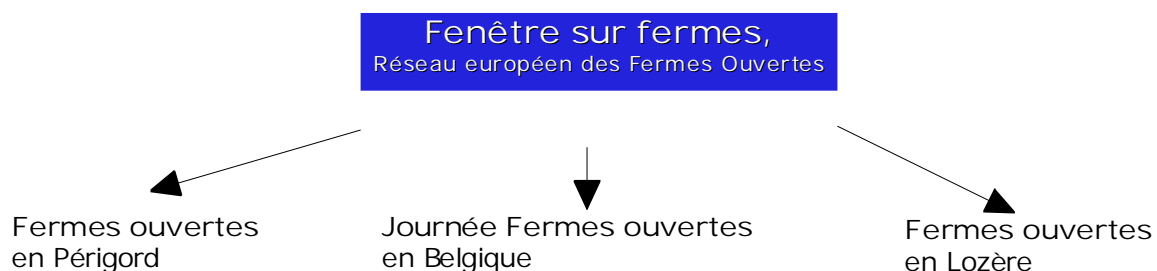 Fenêtre sur fermes,
Réseau européen des Fermes Ouvertes
Fermes ouvertes
en Périgord
Journée Fermes ouvertes
en Belgique
Fermes ouvertes
en Lozère